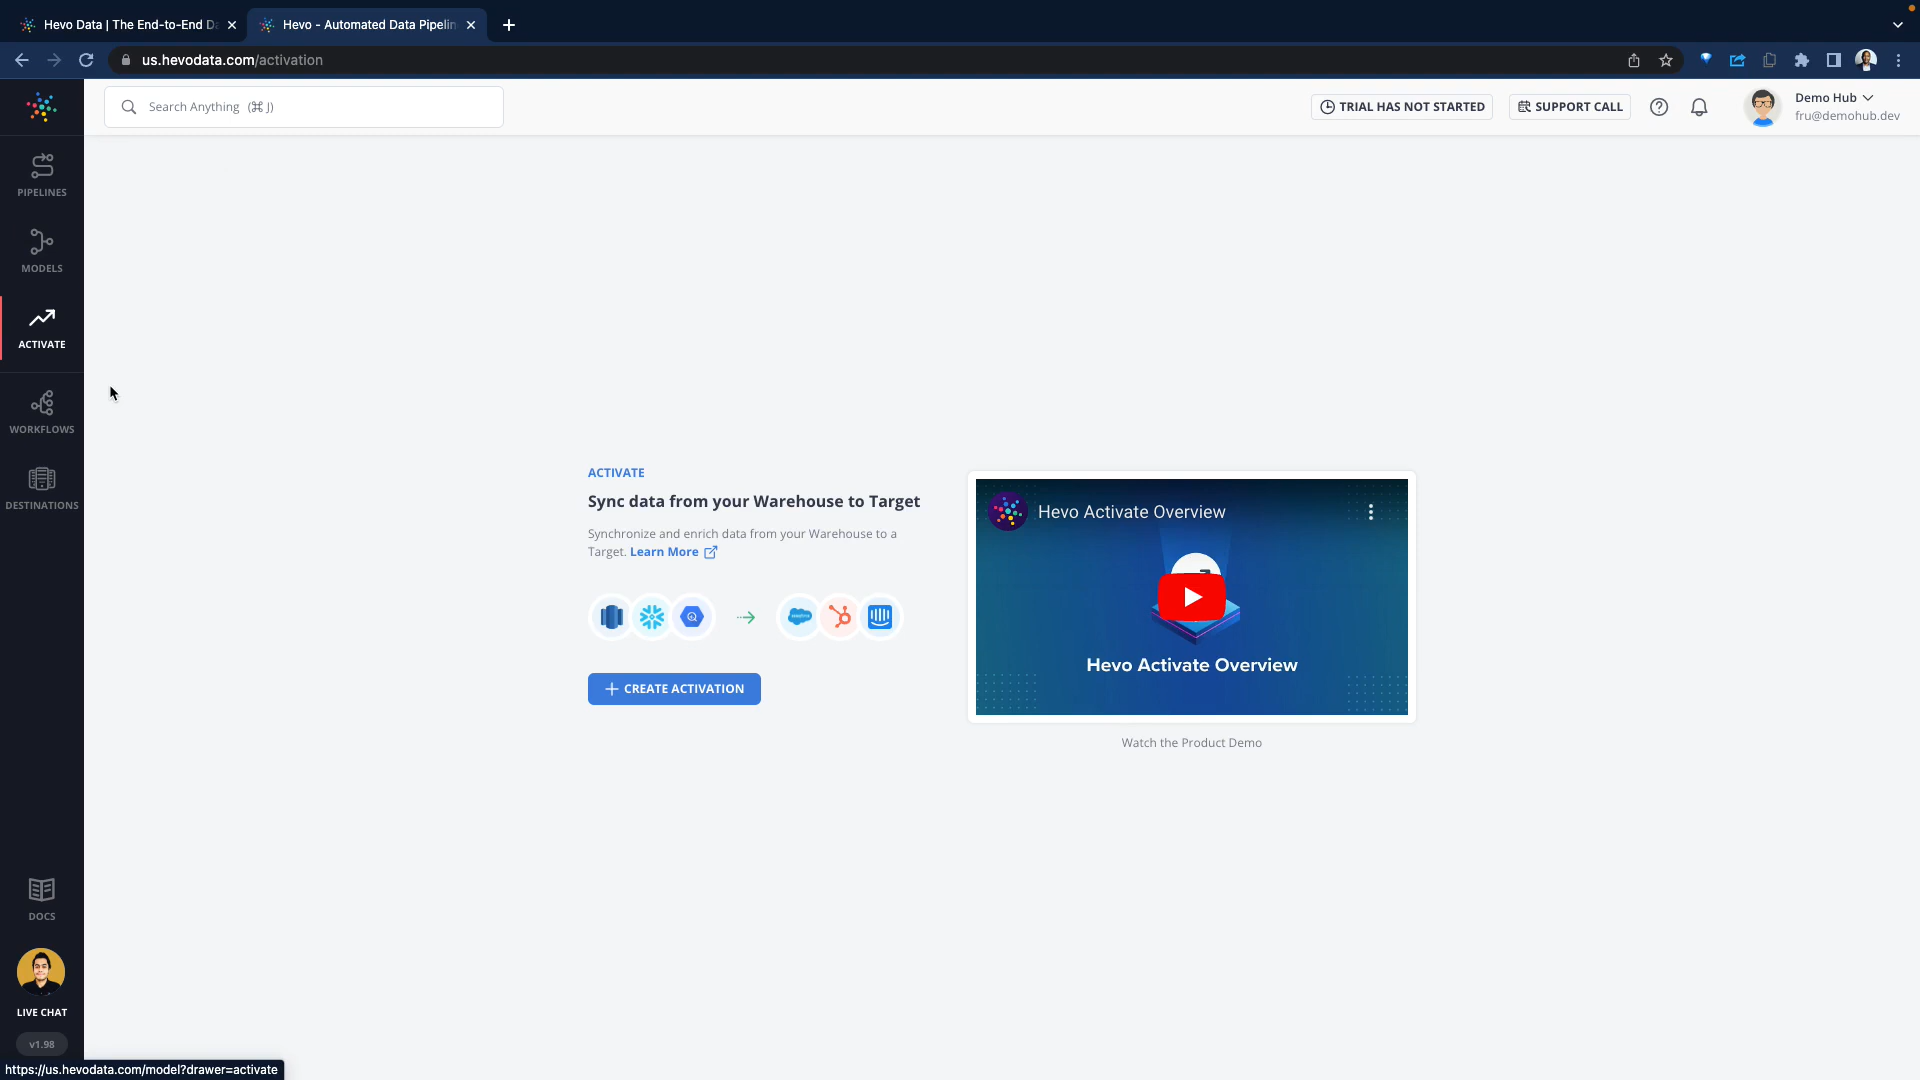 Hevo Data | The End-to-End Da
Hevo - Automated Data Pipelin
us.hevodata.com/activation
Search Anything (⌘ J)
TRIAL HAS NOT STARTED
SUPPORT CALL
Demo Hub
fru@demohub.dev
PIPELINES
MODELS
ACTIVATE
WORKFLOWS
DESTINATIONS
ACTIVATE
Sync data from your Warehouse to Target
Synchronize and enrich data from your Warehouse to a
Target. Learn More
CREATE ACTIVATION
Hevo Activate Overview
Hevo Activate Overview
Watch the Product Demo
DOCS
LIVE CHAT
v1.98
https://us.hevodata.com/model?drawer=activate